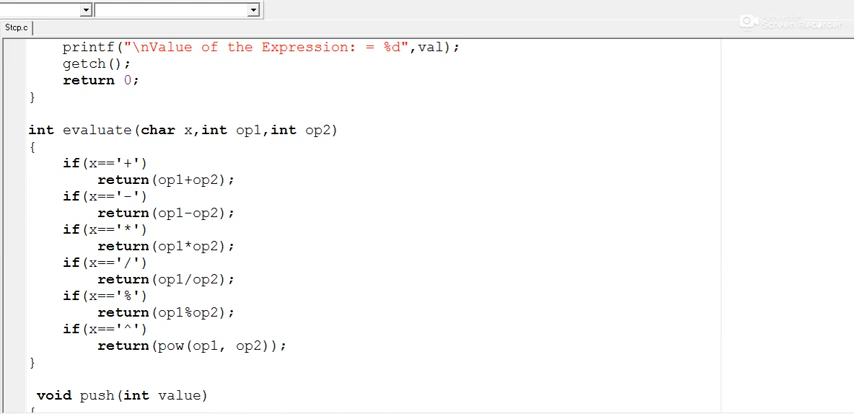 Stcp.c
Screen Recorder
printf("\nValue of the Expression: = %d",val);
getch();
return 0;
}
int evaluate(char x,int op1,int op2)
{
if(x=='+')
return(op1+op2);
if(x=='-')
return(op1-op2);
if(x=='*')
return(op1*op2);
if(x=='/')
return(op1/op2);
if(x=='%')
return(op1%op2);
if(x=='^')
return(pow(op1, op2));
}
void push(int value)